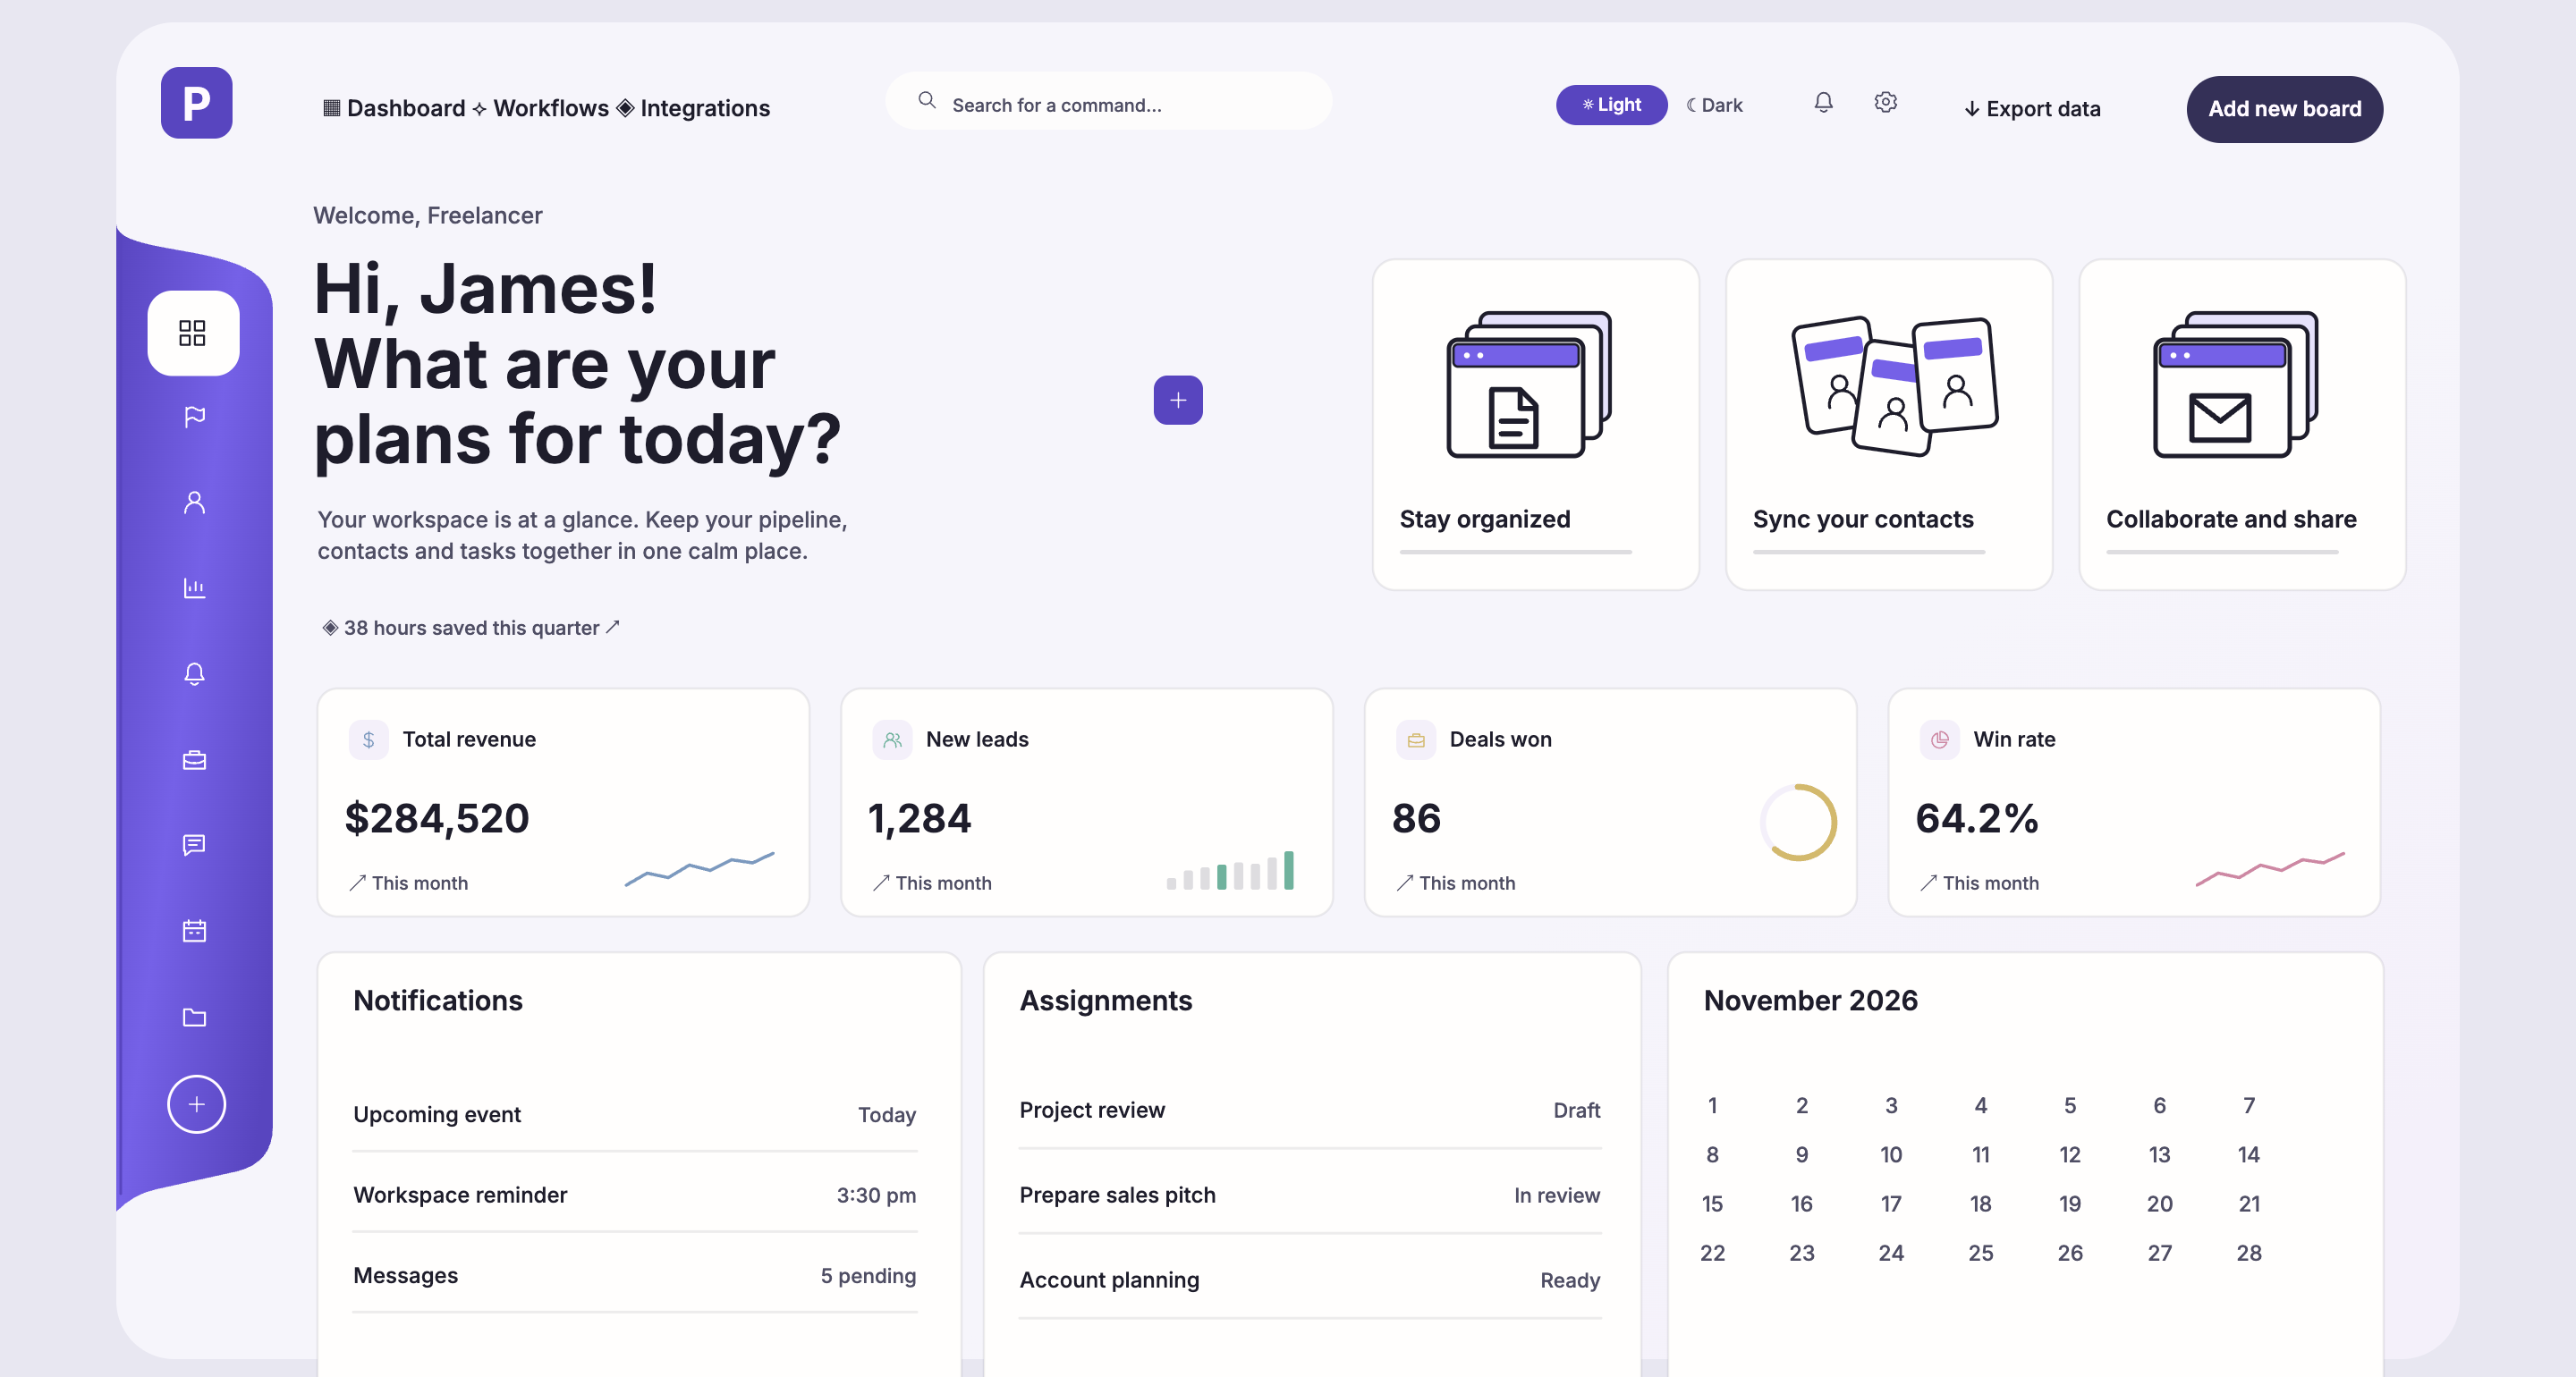 P
Dashboard Workflows Integrations
Search for a command...
Light
Dark
Export data
Add new board
Welcome, Freelancer
Hi, James!
What are your
plans for today?
Your workspace is at a glance. Keep your pipeline,
contacts and tasks together in one calm place.
38 hours saved this quarter
Stay organized
Sync your contacts
Collaborate and share
$ Total revenue
$284,520
This month
New leads
1,284
This month
Deals won
86
This month
Win rate
64.2%
This month
Notifications
Upcoming event Today
Workspace reminder 3:30 pm
Messages 5 pending
Assignments
Project review Draft
Prepare sales pitch In review
Account planning Ready
November 2026
1 2 3 4 5 6 7
8 9 10 11 12 13 14
15 16 17 18 19 20 21
22 23 24 25 26 27 28